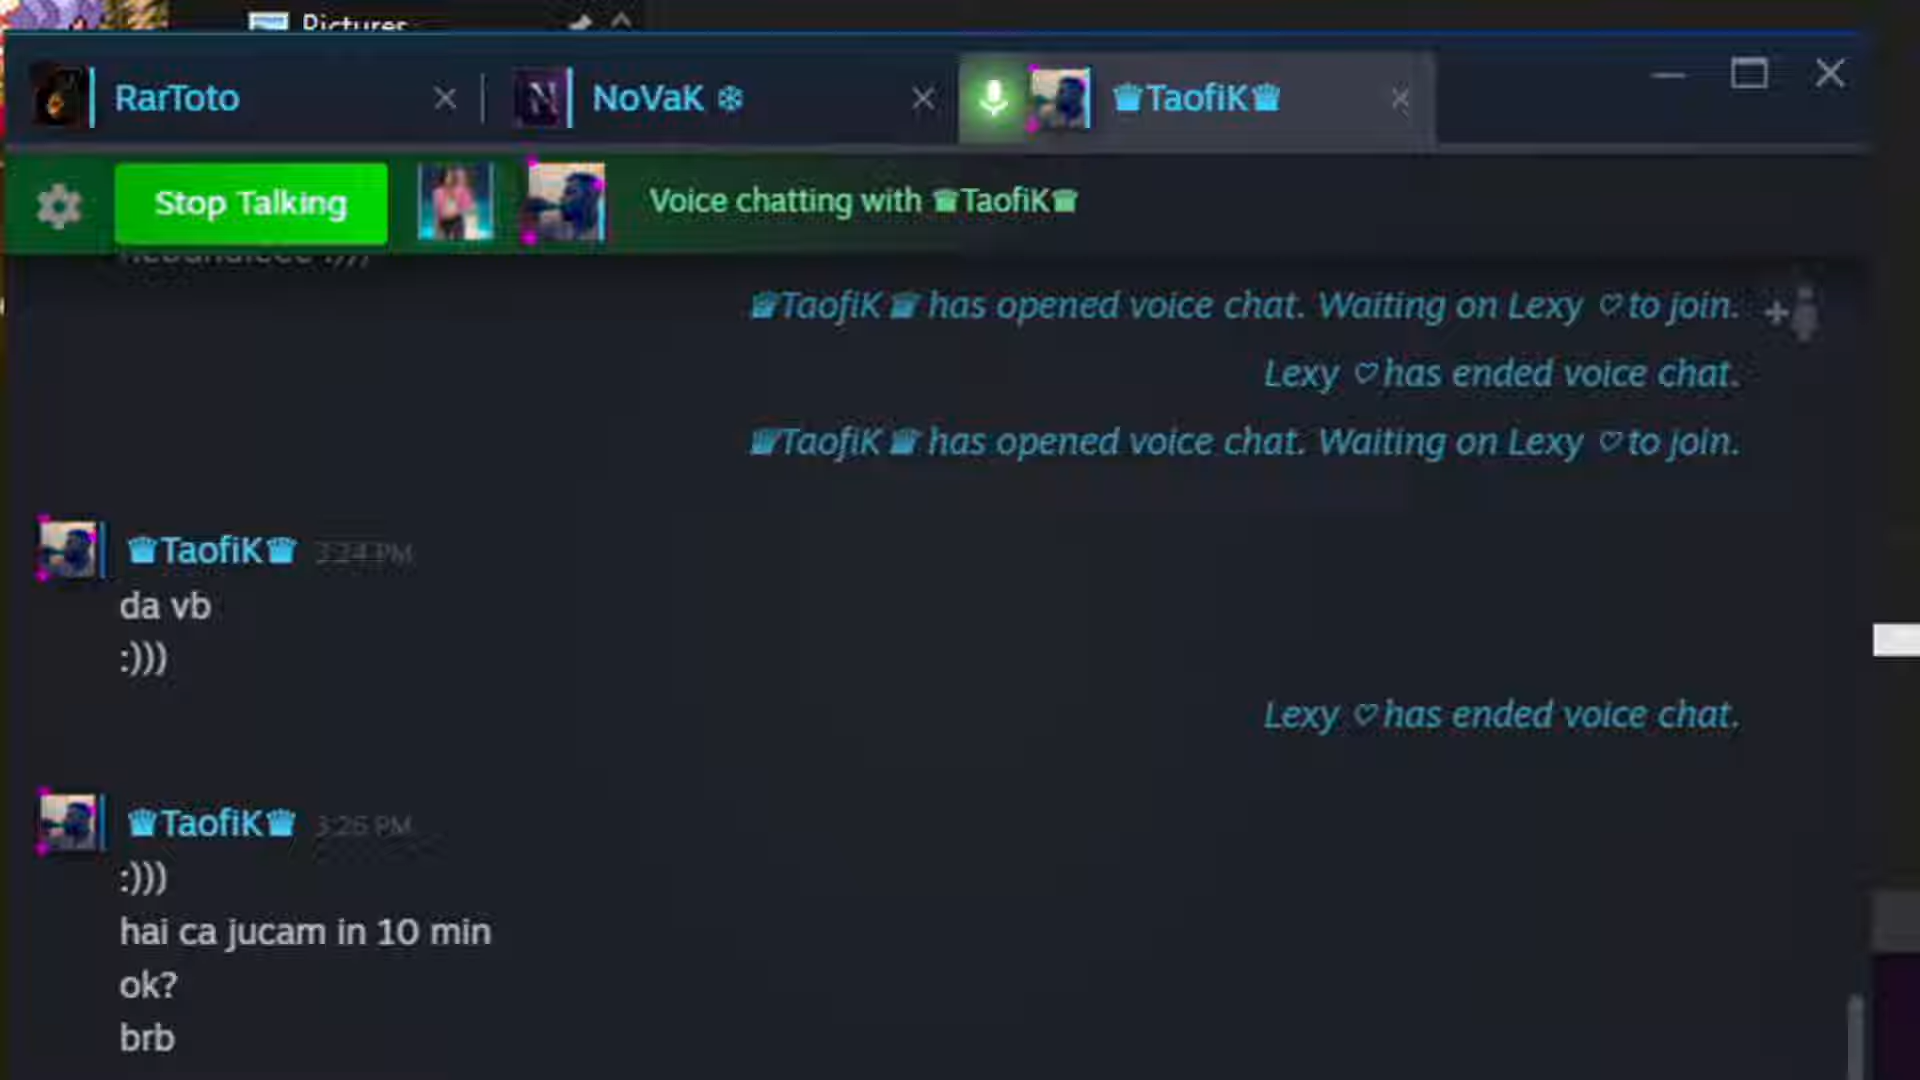 Pictures
RarToto
NoVaK ❄
♛TaofiK♛
Stop Talking
Voice chatting with ♛TaofiK♛
♛TaofiK♛ has opened voice chat. Waiting on Lexy ♡ to join.
Lexy ♡ has ended voice chat.
♛TaofiK♛ has opened voice chat. Waiting on Lexy ♡ to join.
♛TaofiK♛ 3:24 PM
da vb
:)))
Lexy ♡ has ended voice chat.
♛TaofiK♛ 3:26 PM
:)))
hai ca jucam in 10 min
ok?
brb